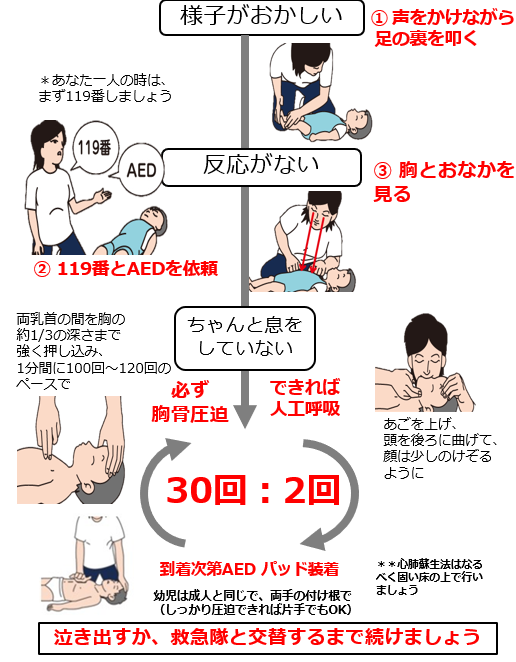 様子がおかしい
① 声をかけながら
足の裏を叩く
＊あなた一人の時は、
まず119番しましょう
119番
AED
反応がない
③ 胸とおなかを
見る
② 119番とAEDを依頼
ちゃんと息を
していない
両乳首の間を胸の
約1/3の深さまで
強く押し込み、
1分間に100回～120回の
ペースで
必ず
胸骨圧迫
できれば
人工呼吸
あごを上げ、
頭を後ろに曲げて、
顔は少しのけぞる
ように
30回：2回
到着次第AED パッド装着
幼児は成人と同じで、両手の付け根で
（しっかり圧迫できれば片手でもOK）
＊＊心肺蘇生法はなる
べく固い床の上で行い
ましょう
泣き出すか、救急隊と交替するまで続けましょう